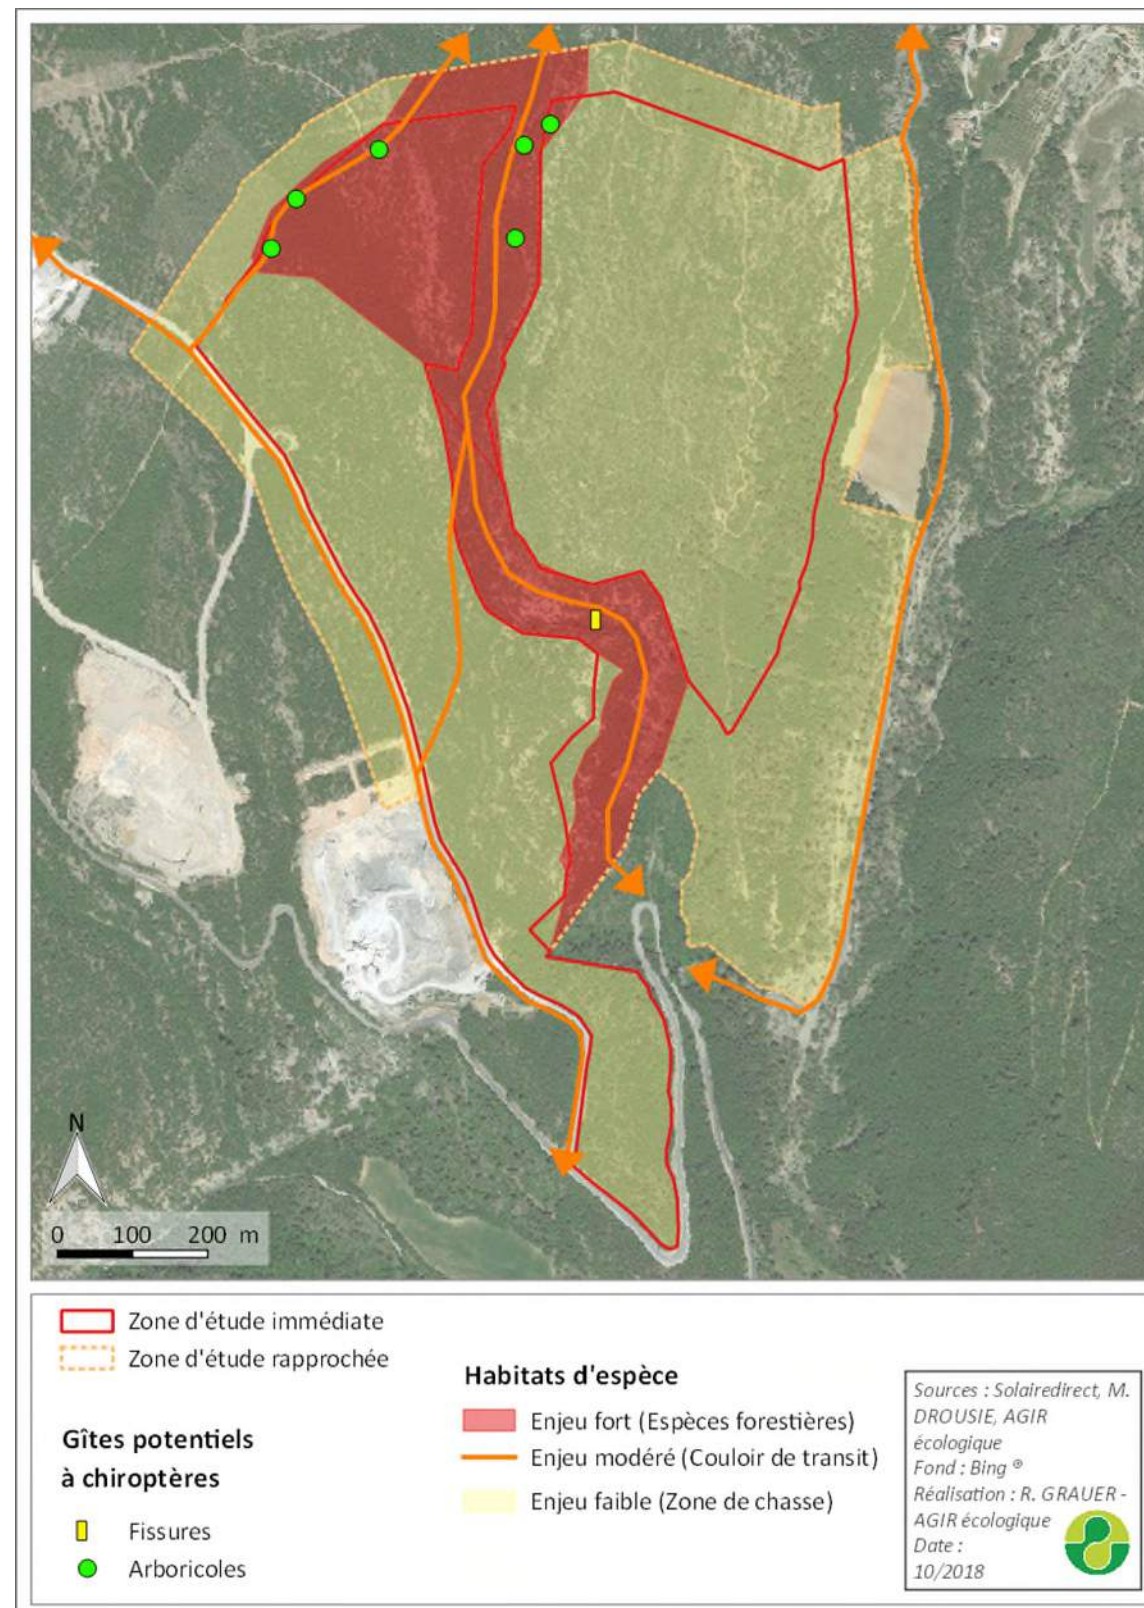 N
0 100 200 m
Zone d'étude immédiate
Zone d'étude rapprochée
Gîtes potentiels
à chiroptères
Fissures
Arboricoles
Habitats d'espèce
Enjeu fort (Espèces forestières)
Enjeu modéré (Couloir de transit)
Enjeu faible (Zone de chasse)
Sources : Solairedirect, M.
DROUSIE, AGIR
écologique
Fond : Bing ®
Réalisation : R. GRAUER -
AGIR écologique
Date :
10/2018